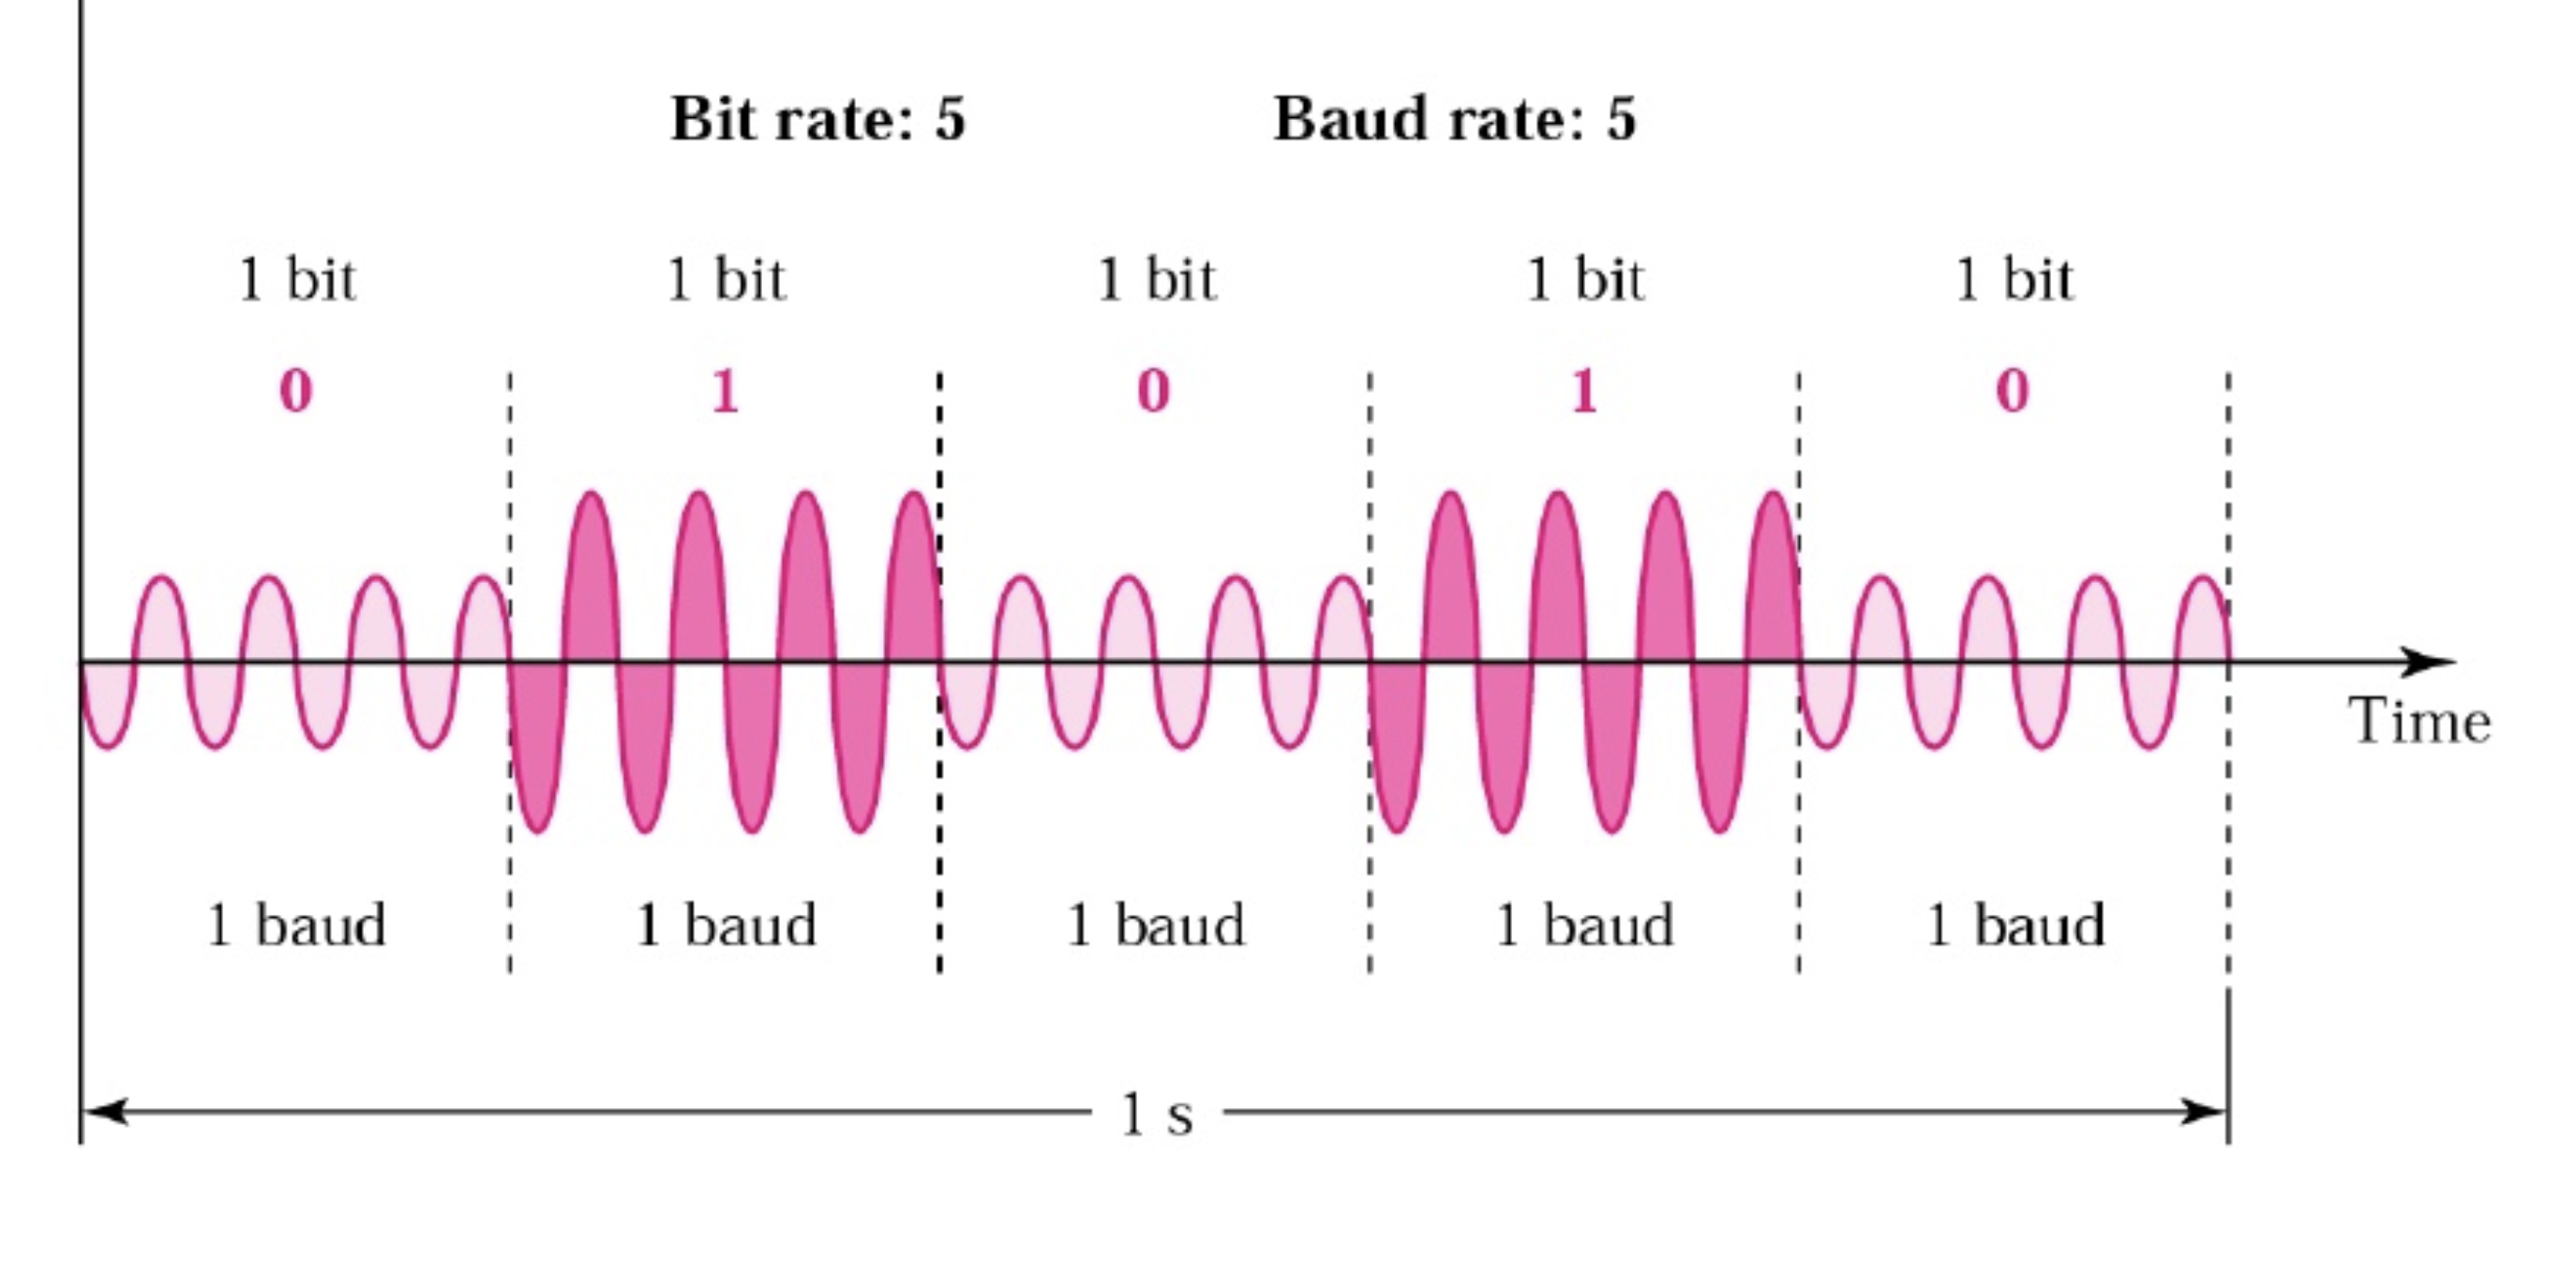 Bit rate: 5 Baud rate: 5
1 bit 1 bit 1 bit 1 bit 1 bit
0 1 0 1 0
Time
1 baud 1 baud 1 baud 1 baud 1 baud
1 s